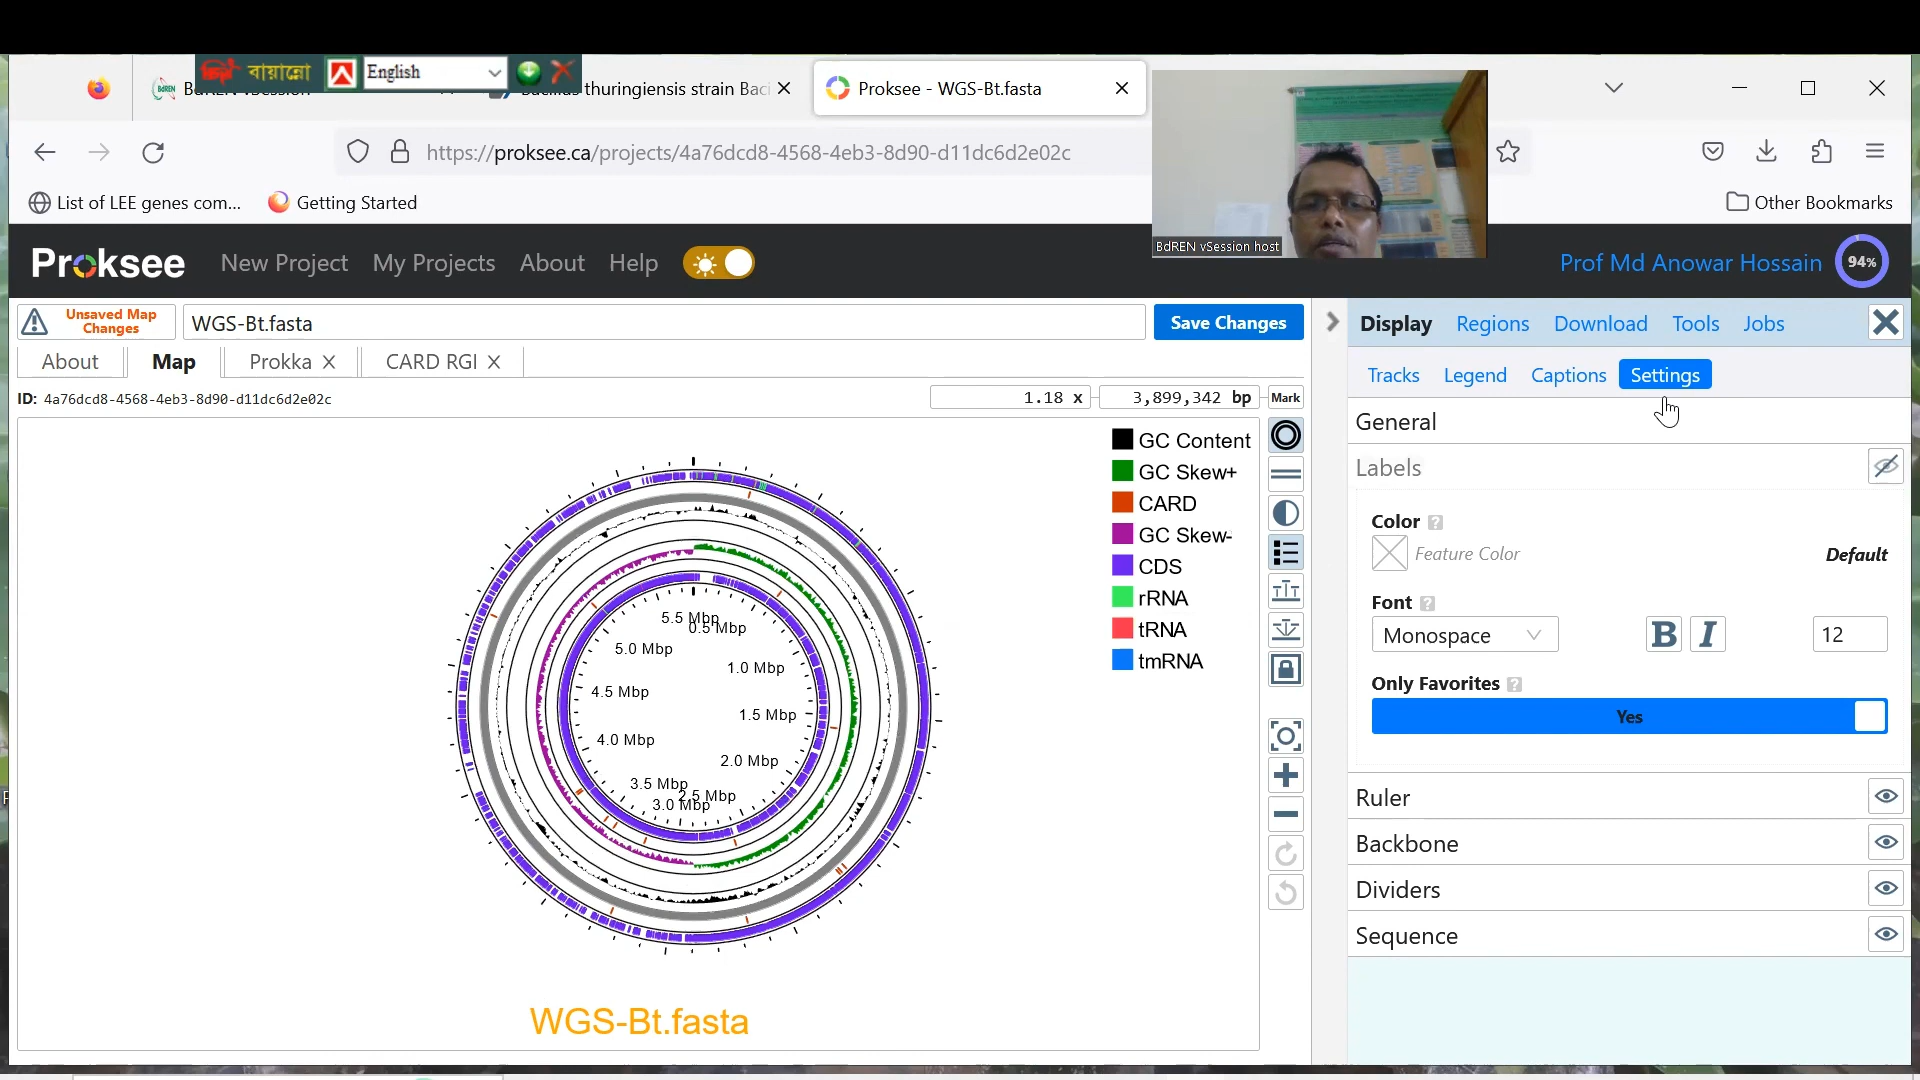 বায়ান্নো
English
thuringiensis strain Baci
Proksee - WGS-Bt.fasta
https://proksee.ca/projects/4a76dcd8-4568-4eb3-8d90-d11dc6d2e02c
List of LEE genes com...
Getting Started
Other Bookmarks
BdREN vSession host
Proksee
New Project
My Projects
About
Help
Prof Md Anowar Hossain
94%
Unsaved Map
Changes
WGS-Bt.fasta
Save Changes
Display
Regions
Download
Tools
Jobs
About
Map
Prokka
CARD RGI
Tracks
Legend
Captions
Settings
ID: 4a76dcd8-4568-4eb3-8d90-d11dc6d2e02c
1.18 x
3,899,342 bp
Mark
General
Labels
Color ?
Feature Color
Default
Font ?
Monospace
B
I
12
Only Favorites ?
Yes
Ruler
Backbone
Dividers
Sequence
GC Content
GC Skew+
CARD
GC Skew-
CDS
rRNA
tRNA
tmRNA
5.5 Mbp
0.5 Mbp
5.0 Mbp
1.0 Mbp
4.5 Mbp
1.5 Mbp
4.0 Mbp
2.0 Mbp
3.5 Mbp
2.5 Mbp
3.0 Mbp
WGS-Bt.fasta